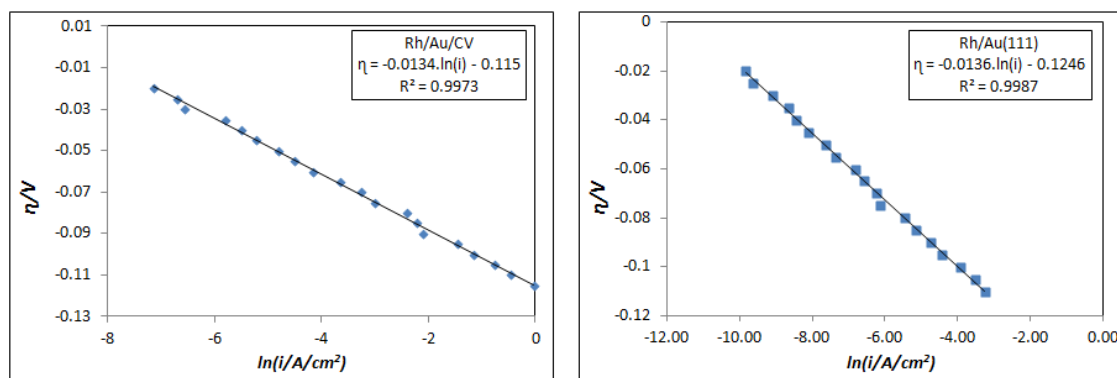 0.01
-0.01
-0.03
-0.05
-0.07
-0.09
-0.11
-0.13
η/V
Rh/Au/CV
η = -0.0134.ln(i) - 0.115
R² = 0.9973
-8
-6
-4
-2
0
ln(i/A/cm²)
0
-0.02
-0.04
-0.06
-0.08
-0.1
-0.12
η/V
Rh/Au(111)
η = -0.0136.ln(i) - 0.1246
R² = 0.9987
-12.00
-10.00
-8.00
-6.00
-4.00
-2.00
0.00
ln(i/A/cm²)